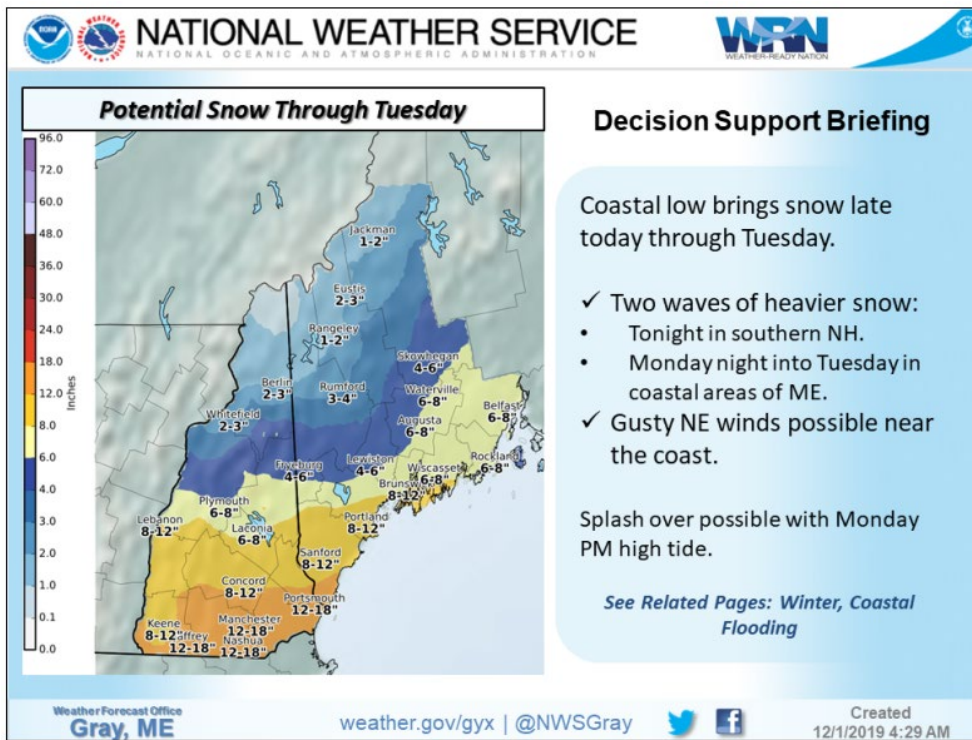 NATIONAL WEATHER SERVICE
NATIONAL OCEANIC AND ATMOSPHERIC ADMINISTRATION
WRN
WEATHER-READY NATION
Potential Snow Through Tuesday
96.0
72.0
60.0
48.0
36.0
30.0
24.0
18.0
12.0
8.0
6.0
4.0
3.0
2.0
1.0
0.1
0.0
Inches
Jackman
1-2"
Eustis
2-3"
Rangeley
1-2"
Skowhegan
4-6"
Berlin
2-3"
Rumford
3-4"
Waterville
6-8"
Belfast
6-8"
Whitefield
2-3"
Augusta
6-8"
Rockland
6-8"
Fryeburg
4-6"
Lewiston
4-6"
Wiscasset
6-8"
Brunswick
8-12"
Plymouth
6-8"
Lebanon
8-12"
Laconia
6-8"
Portland
8-12"
Sanford
8-12"
Concord
8-12"
Portsmouth
12-18"
Keene
8-12"
Manchester
12-18"
affrey
12-18"
Nashua
12-18"
Decision Support Briefing
Coastal low brings snow late
today through Tuesday.
✓ Two waves of heavier snow:
• Tonight in southern NH.
• Monday night into Tuesday in
coastal areas of ME.
✓ Gusty NE winds possible near
the coast.
Splash over possible with Monday
PM high tide.
See Related Pages: Winter, Coastal
Flooding
Weather Forecast Office
Gray, ME
weather.gov/gyx | @NWSGray
Created
12/1/2019 4:29 AM